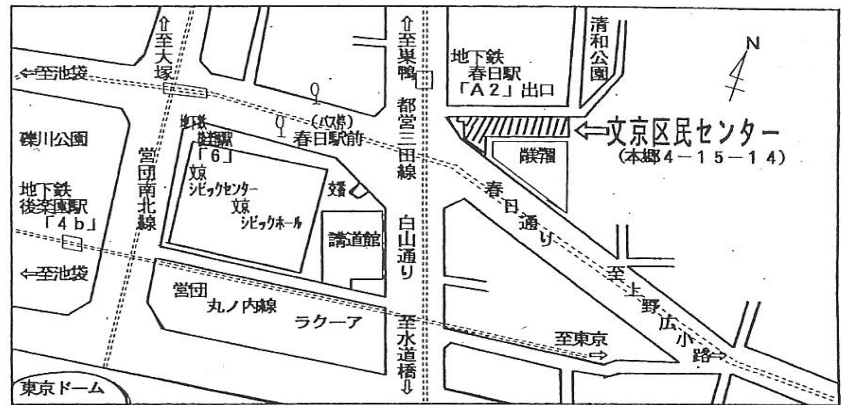 ⇧至大塚
⇦至池袋
礫川公園
地下鉄
後楽園駅
「4b」
⇦至池袋
営団南北線
地下鉄
「6」
文京
シビックセンター
文京
シビックホール
(バス停)
春日駅前
交番
講道館
営団
丸ノ内線
ラクーア
東京ドーム
⇧至巣鴨
都営三田線
白山通り
至水道橋⇩
地下鉄
春日駅
「A2」出口
清和公園
N
⇦文京区民センター
(本郷4-15-14)
春日通り
至上野広小路⇨
至東京
⇨